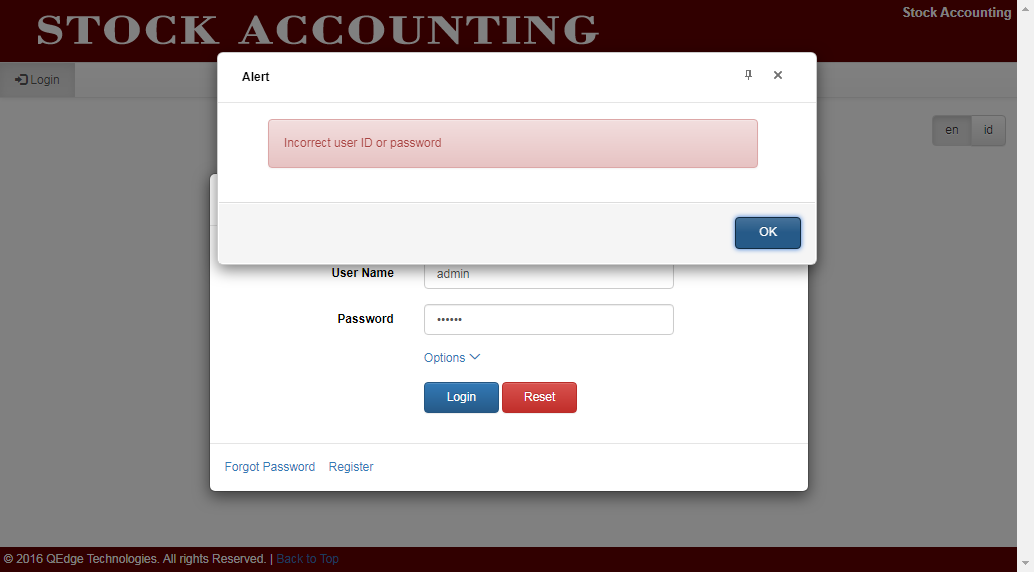 STOCK ACCOUNTING
Stock Accounting
Login
Alert
en id
Incorrect user ID or password
OK
User Name admin
Password ••••••
Options
Login Reset
Forgot Password Register
© 2016 QEdge Technologies. All rights Reserved. | Back to Top